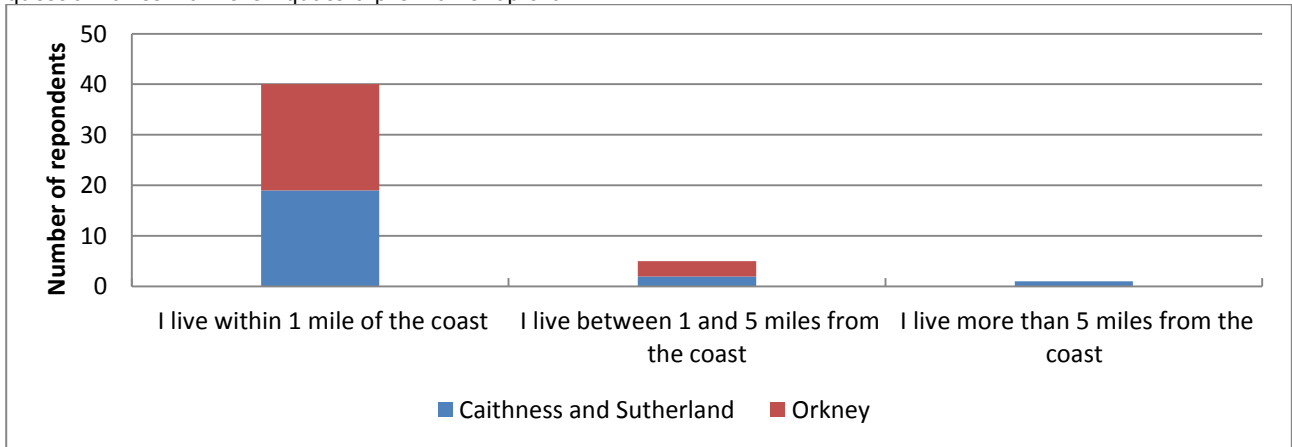 50
40
30
20
10
0
Number of repondents
I live within 1 mile of the coast
I live between 1 and 5 miles from
the coast
I live more than 5 miles from the
coast
Caithness and Sutherland
Orkney